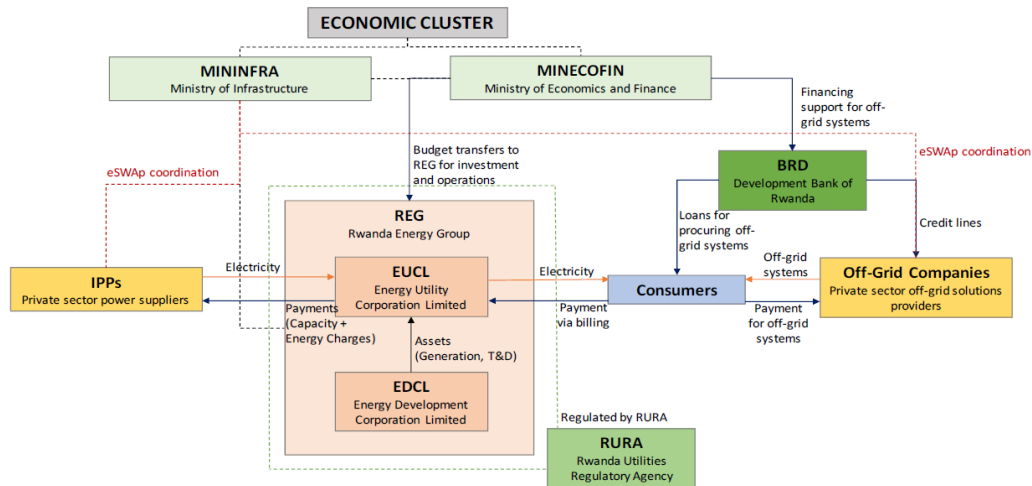 ECONOMIC CLUSTER
MININFRA
Ministry of Infrastructure
MINECOFIN
Ministry of Economics and Finance
Financing
support for off-
grid systems
eSWAp coordination
Budget transfers to
REG for investment
and operations
eSWAp coordination
BRD
Development Bank of
Rwanda
REG
Rwanda Energy Group
Loans for
procuring off-
grid systems
Credit lines
IPPs
Private sector power suppliers
Electricity
Payments
(Capacity +
Energy Charges)
EUCL
Energy Utility
Corporation Limited
Electricity
Payment
via billing
Consumers
Off-grid
systems
Payment
for off-grid
systems
Off-Grid Companies
Private sector off-grid solutions
providers
Assets
(Generation, T&D)
EDCL
Energy Development
Corporation Limited
Regulated by RURA
RURA
Rwanda Utilities
Regulatory Agency